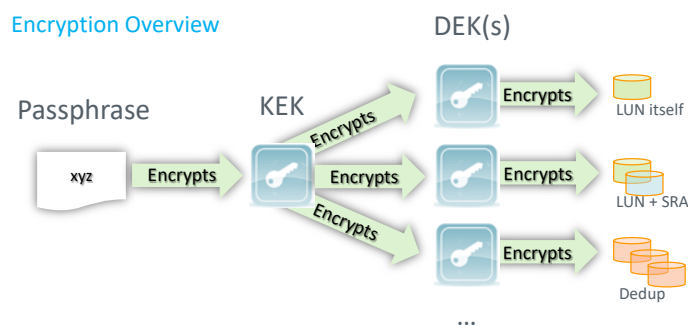 Encryption Overview
DEK(s)
Passphrase
KEK
xyz
Encrypts
Encrypts
Encrypts
Encrypts
Encrypts
LUN itself
Encrypts
LUN + SRA
Encrypts
Dedup
...